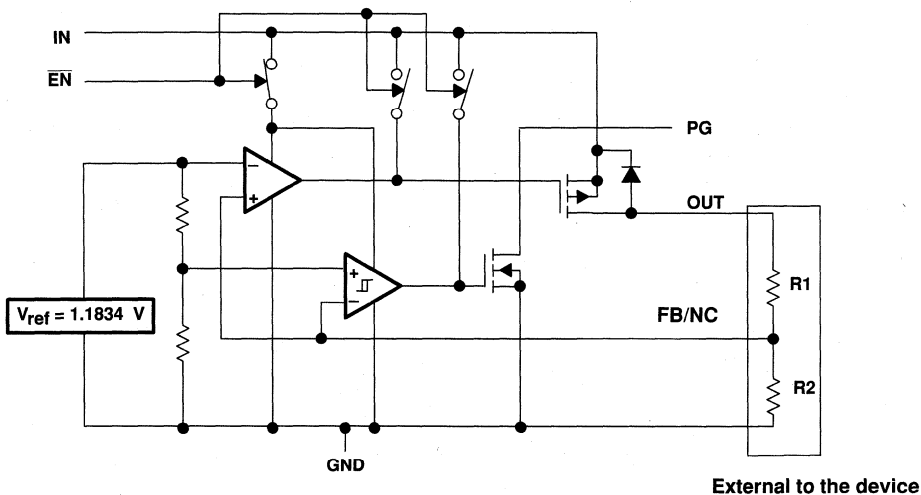 IN
EN
PG
OUT
R1
Vref = 1.1834 V
FB/NC
R2
GND
External to the device
− 
+
+
−